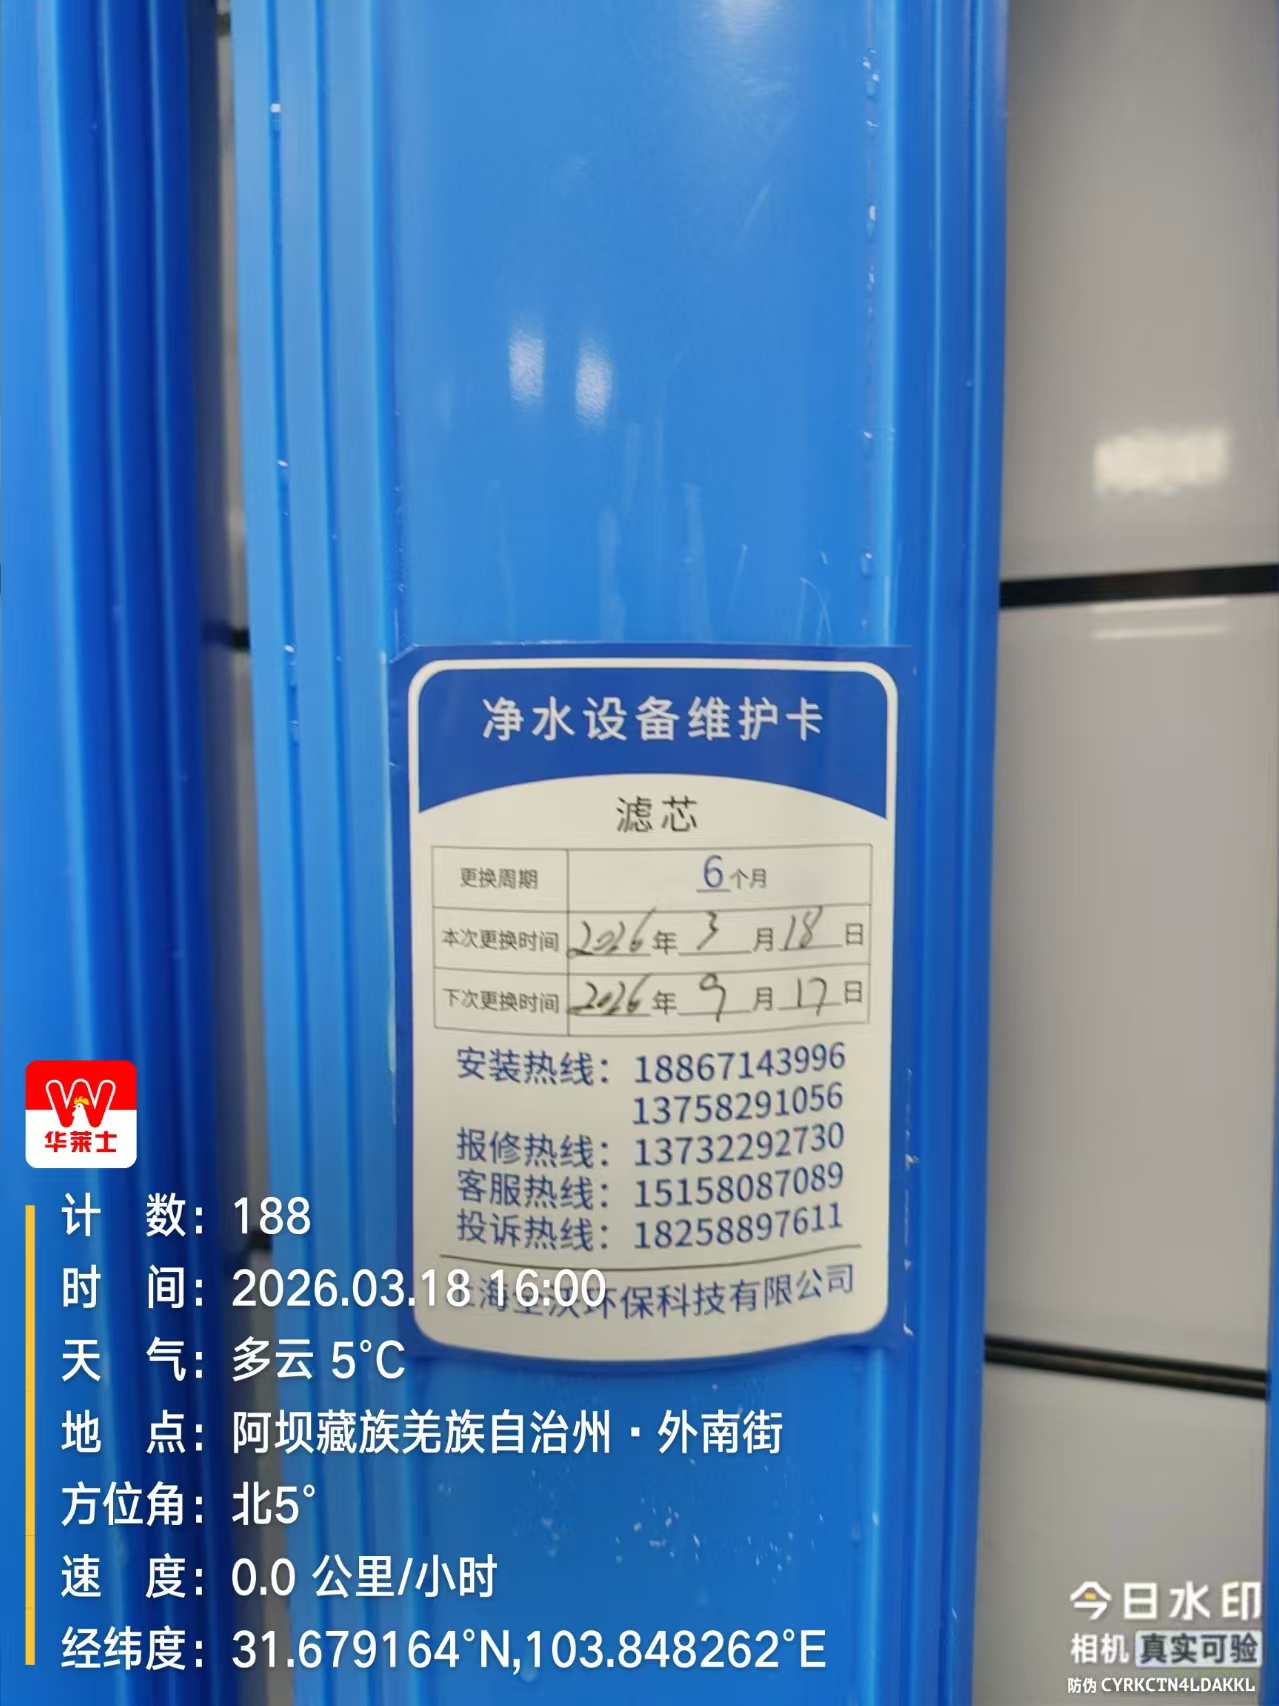 净水设备维护卡
滤芯
更换周期 6个月
本次更换时间 2026年3月18日
下次更换时间 2026年9月17日
安装热线：18867143996
13758291056
报修热线：13732292730
客服热线：15158087089
投诉热线：18258897611
海 环保科技有限公司
华莱士
计 数：188
时 间：2026.03.18 16:00
天 气：多云 5°C
地 点：阿坝藏族羌族自治州·外南街
方位角：北5°
速 度：0.0 公里/小时
经纬度：31.679164°N,103.848262°E
今日水印
相机 真实可验
防伪 CYRKCTN4LDAKKL